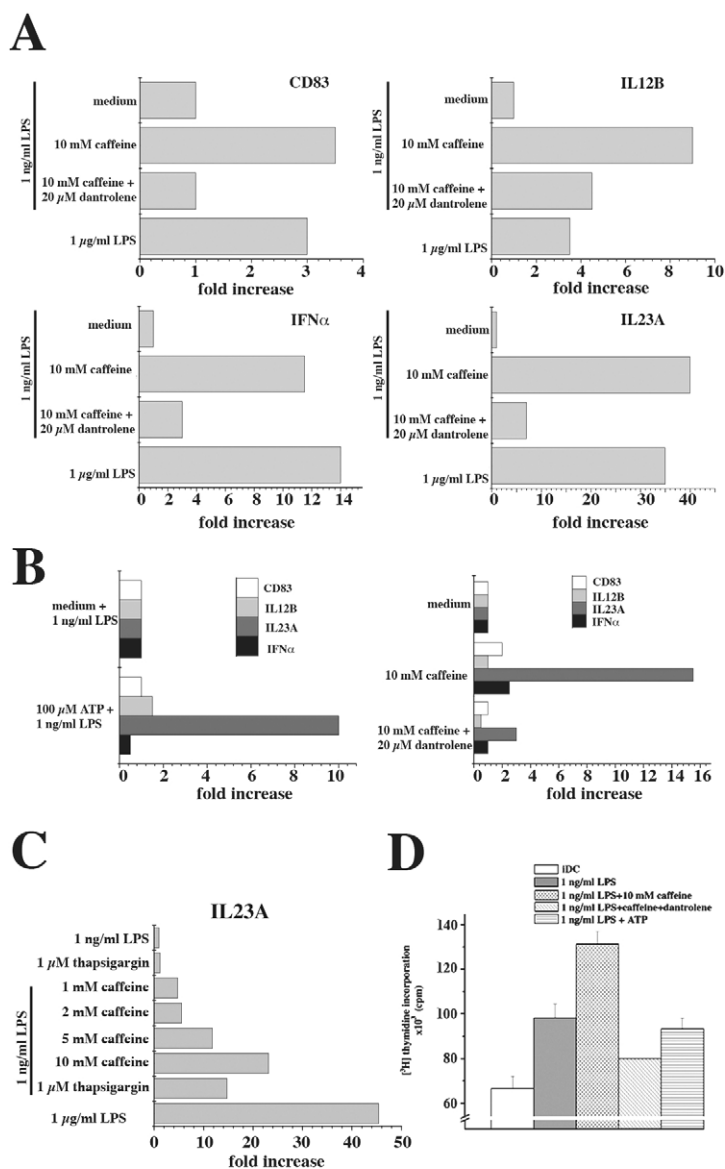 A
CD83
1 ng/ml LPS
medium
10 mM caffeine
10 mM caffeine +
20 µM dantrolene
1 µg/ml LPS
0 1 2 3 4
fold increase
IL12B
1 ng/ml LPS
medium
10 mM caffeine
10 mM caffeine +
20 µM dantrolene
1 µg/ml LPS
0 2 4 6 8 10
fold increase
IFNα
1 ng/ml LPS
medium
10 mM caffeine
10 mM caffeine +
20 µM dantrolene
1 µg/ml LPS
0 2 4 6 8 10 12 14
fold increase
IL23A
1 ng/ml LPS
medium
10 mM caffeine
10 mM caffeine +
20 µM dantrolene
1 µg/ml LPS
10 20 30 40
fold increase
B
CD83
IL12B
IL23A
IFNα
medium +
1 ng/ml LPS
100 µM ATP +
1 ng/ml LPS
0 2 4 6 8 10
fold increase
CD83
IL12B
IL23A
IFNα
medium
10 mM caffeine
10 mM caffeine +
20 µM dantrolene
0 2 4 6 8 10 12 14 16
fold increase
C
IL23A
1 ng/ml LPS
1 µM thapsigargin
1 ng/ml LPS
1 mM caffeine
2 mM caffeine
5 mM caffeine
10 mM caffeine
1 µM thapsigargin
1 µg/ml LPS
0 10 20 30 40 50
fold increase
D
iDC
1 ng/ml LPS
1 ng/ml LPS+10 mM caffeine
1 ng/ml LPS+caffeine+dantrolene
1 ng/ml LPS + ATP
[³H] thymidine incorporation
x10³ (cpm)
140
120
100
80
60